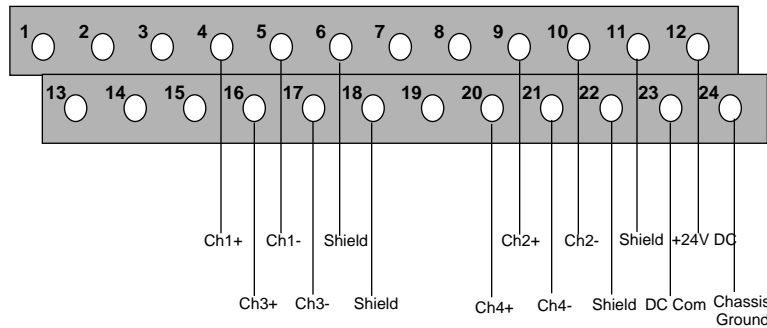 1 2 3 4 5 6 7 8 9 10 11 12
13 14 15 16 17 18 19 20 21 22 23 24
Ch1+ Ch1- Shield Ch2+ Ch2- Shield +24V DC
Ch3+ Ch3- Shield Ch4+ Ch4- Shield DC Com Chassis
Ground